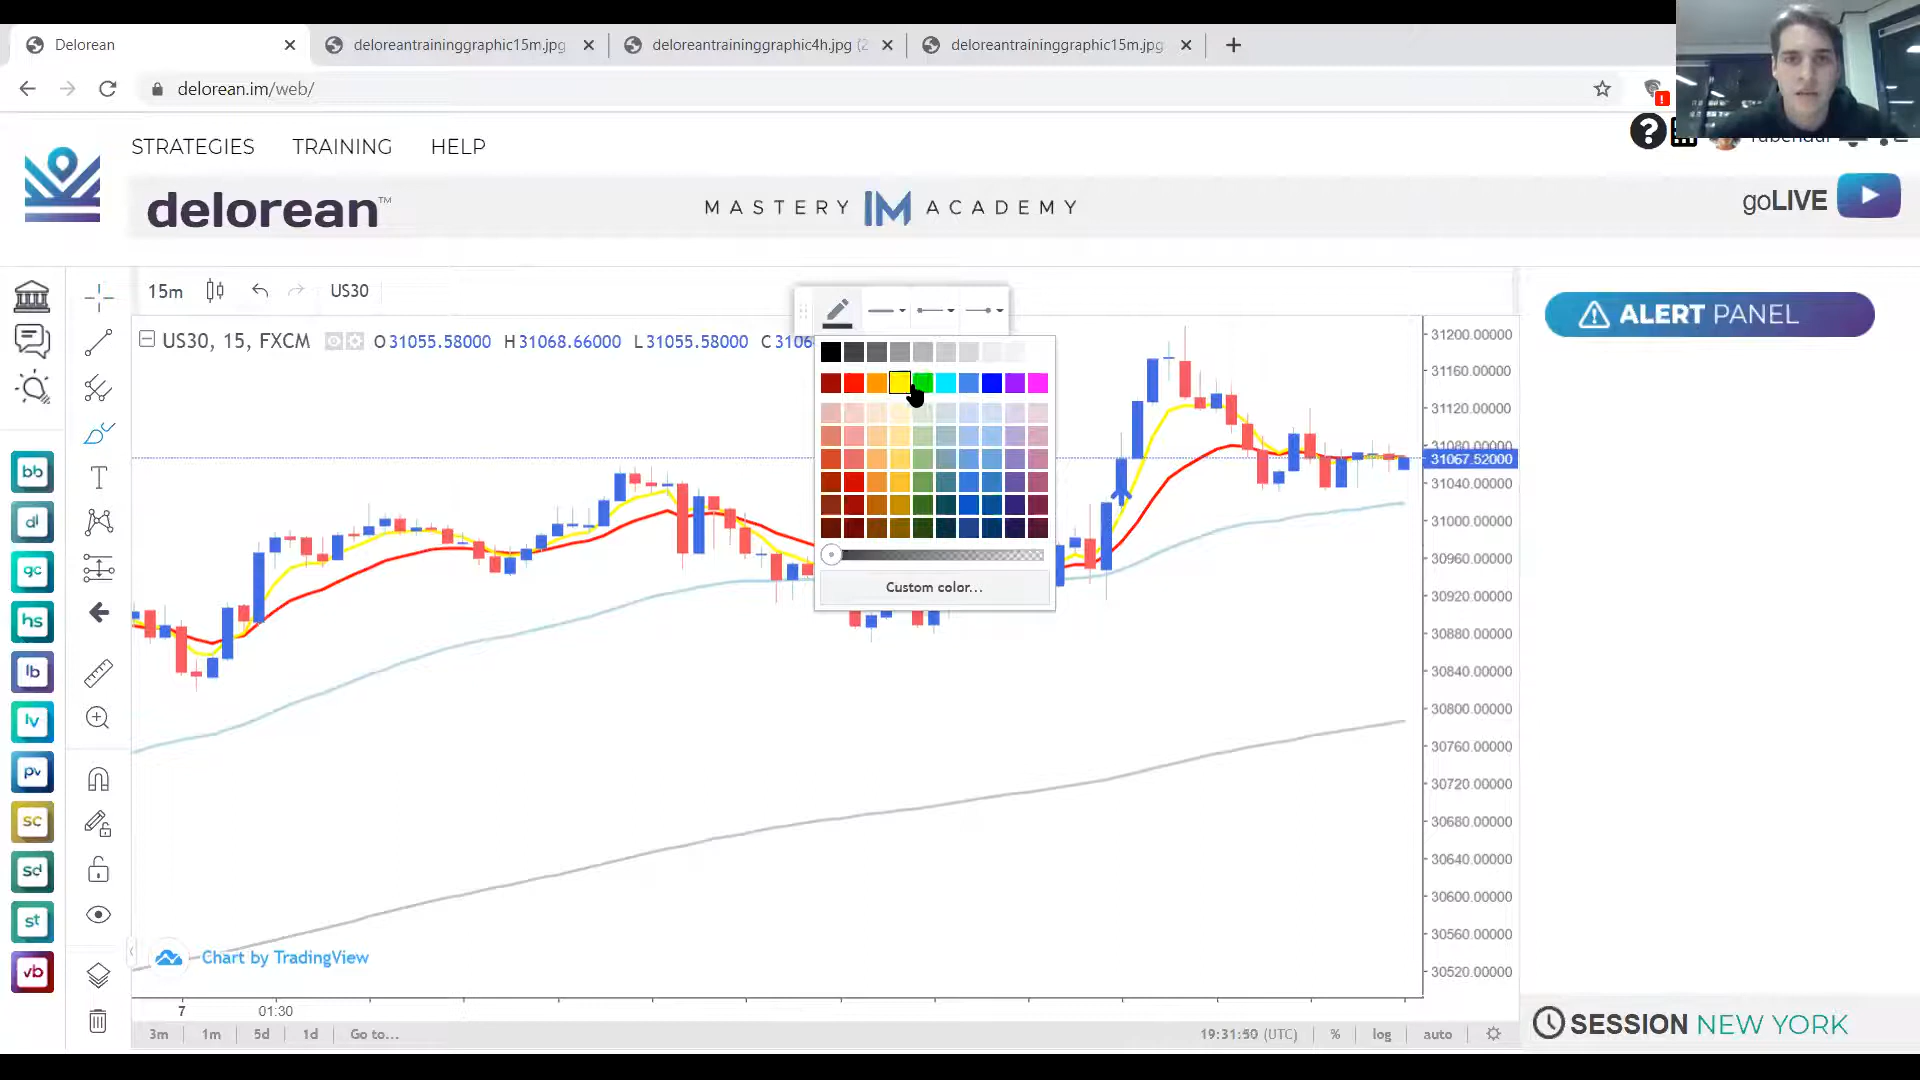 Delorean
deloreantraininggraphic15m.jpg
deloreantraininggraphic4h.jpg (2
deloreantraininggraphic15m.jpg
delorean.im/web/
STRATEGIES TRAINING HELP
delorean™
MASTERY IM ACADEMY
goLIVE
15m
US30
ALERT PANEL
US30, 15, FXCM
O31055.58000 H31068.66000 L31055.58000
31200.00000
31160.00000
31120.00000
31080.00000
31067.52000
31040.00000
31000.00000
30960.00000
30920.00000
30880.00000
30840.00000
30800.00000
30760.00000
30720.00000
30680.00000
30640.00000
30600.00000
30560.00000
30520.00000
bb
dl
gc
hs
lb
lv
pv
sc
sd
st
vb
T
Custom color...
Chart by TradingView
7 01:30
3m 1m 5d 1d Go to...
19:31:50 (UTC) % log auto
SESSION NEW YORK